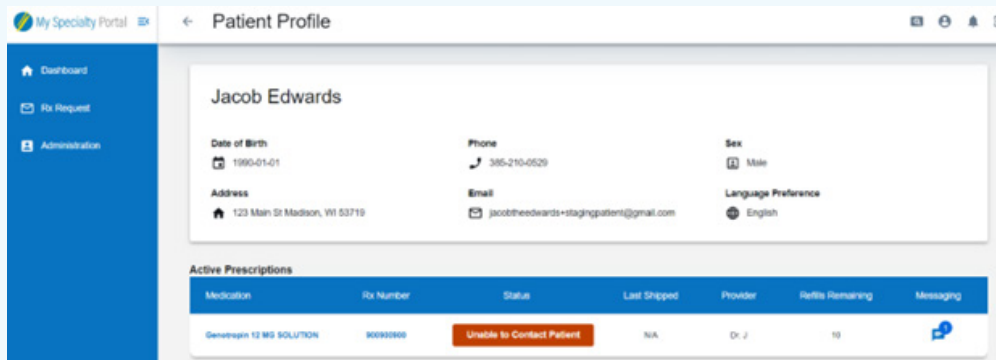 My Specialty Portal
Patient Profile
Dashboard
Rx Request
Administration
Jacob Edwards
Date of Birth Phone Sex
1990-01-01 385-210-0529 Male
Address Email Language Preference
123 Main St Madison, WI 53719 jacobtheedwards+stagingpatient@gmail.com English
Active Prescriptions
Medication Rx Number Status Last Shipped Provider Refills Remaining Messaging
Genotropin 12 MG SOLUTION Unable to Contact Patient N/A Dr. J 10 1